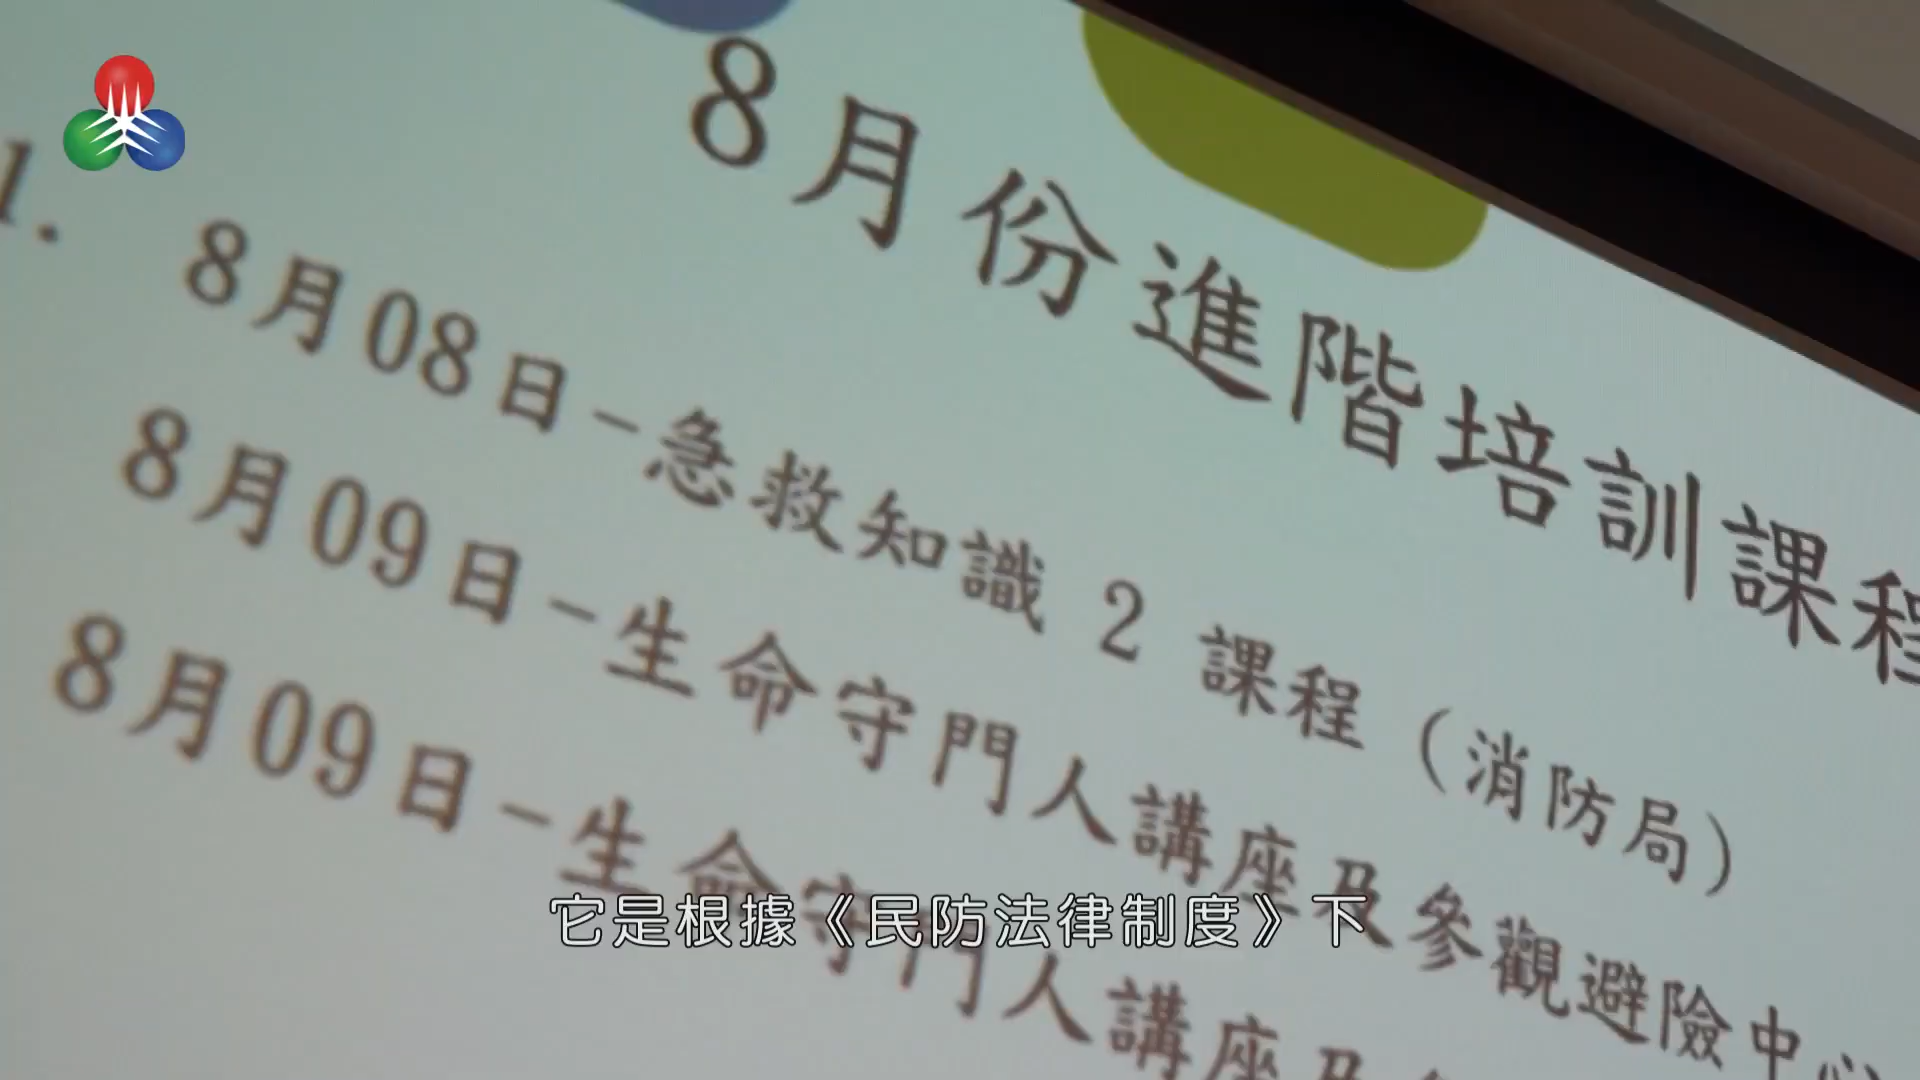 8月份進階培訓課程
1. 8月08日-急救知識 2 課程 (消防局)
8月09日-生命守門人講座及參觀避險中心
8月09日-生命守門人講座及
它是根據《民防法律制度》下